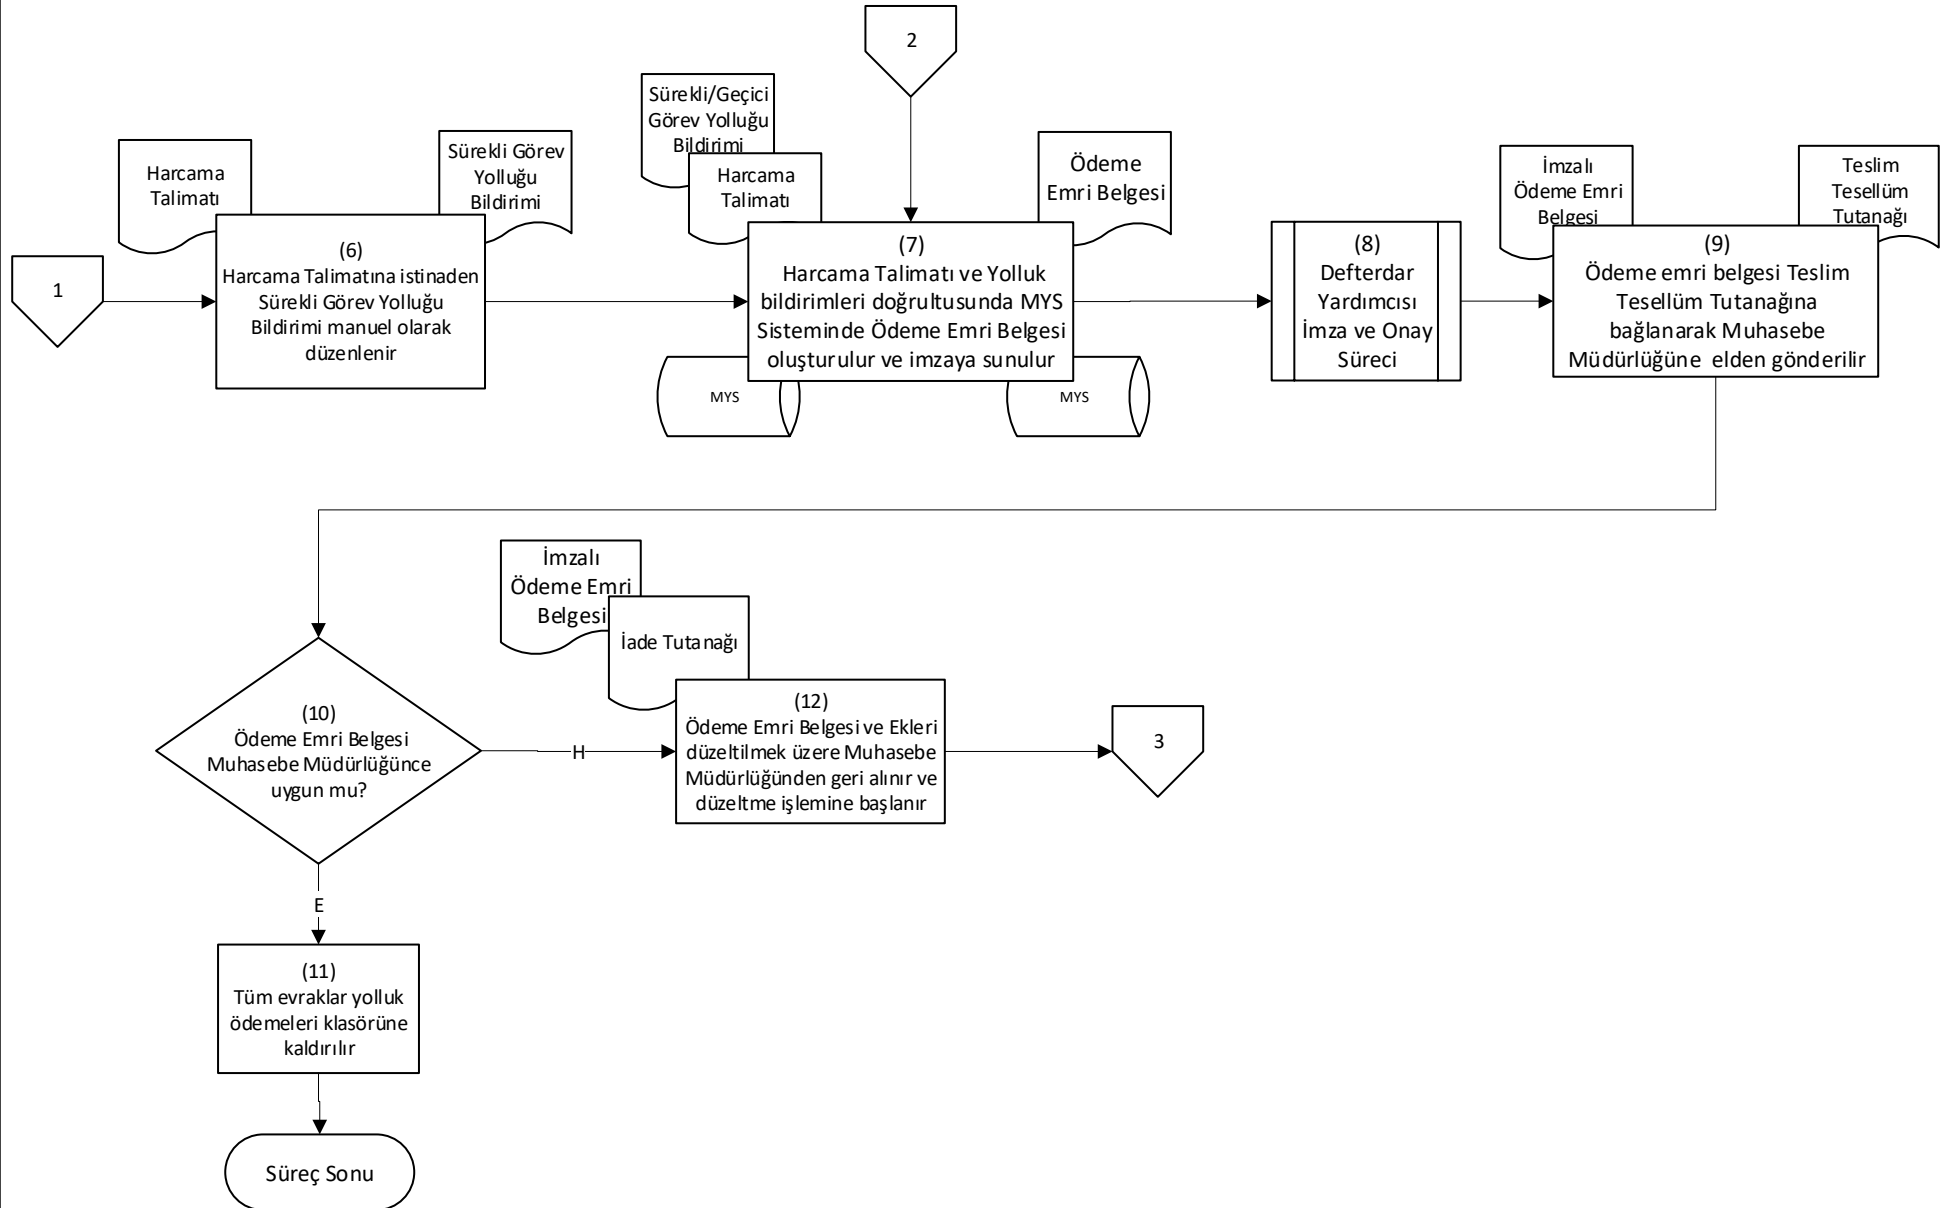 2
Sürekli/Geçici
Görev Yolluğu
Bildirimi
Harcama
Talimatı
Sürekli Görev
Yolluğu
Bildirimi
Harcama
Talimatı
Ödeme
Emri Belgesi
İmzalı
Ödeme Emri
Belgesi
Teslim
Tesellüm
Tutanağı
1
(6)
Harcama Talimatına istinaden
Sürekli Görev Yolluğu
Bildirimi manuel olarak
düzenlenir
(7)
Harcama Talimatı ve Yolluk
bildirimleri doğrultusunda MYS
Sisteminde Ödeme Emri Belgesi
oluşturulur ve imzaya sunulur
MYS
MYS
(8)
Defterdar
Yardımcısı
İmza ve Onay
Süreci
(9)
Ödeme emri belgesi Teslim
Tesellüm Tutanağına
bağlanarak Muhasebe
Müdürlüğüne elden gönderilir
İmzalı
Ödeme Emri
Belgesi
İade Tutanağı
(10)
Ödeme Emri Belgesi
Muhasebe Müdürlüğünce
uygun mu?
H
(12)
Ödeme Emri Belgesi ve Ekleri
düzeltilmek üzere Muhasebe
Müdürlüğünden geri alınır ve
düzeltme işlemine başlanır
3
E
(11)
Tüm evraklar yolluk
ödemeleri klasörüne
kaldırılır
Süreç Sonu